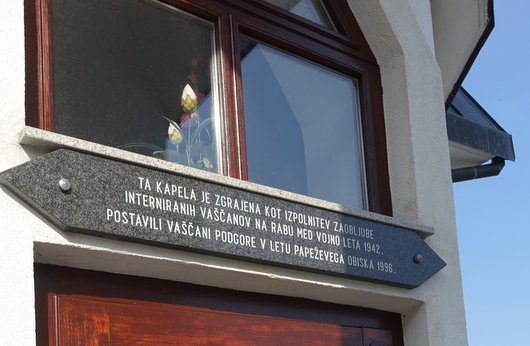 TA KAPELA JE ZGRAJENA KOT IZPOLNITEV ZAOBLJUBE
INTERNIRANIH VAŠČANOV NA RABU MED VOJNO LETA 1942.
POSTAVILI VAŠČANI PODGORE V LETU PAPEŽEVEGA OBISKA 1996.